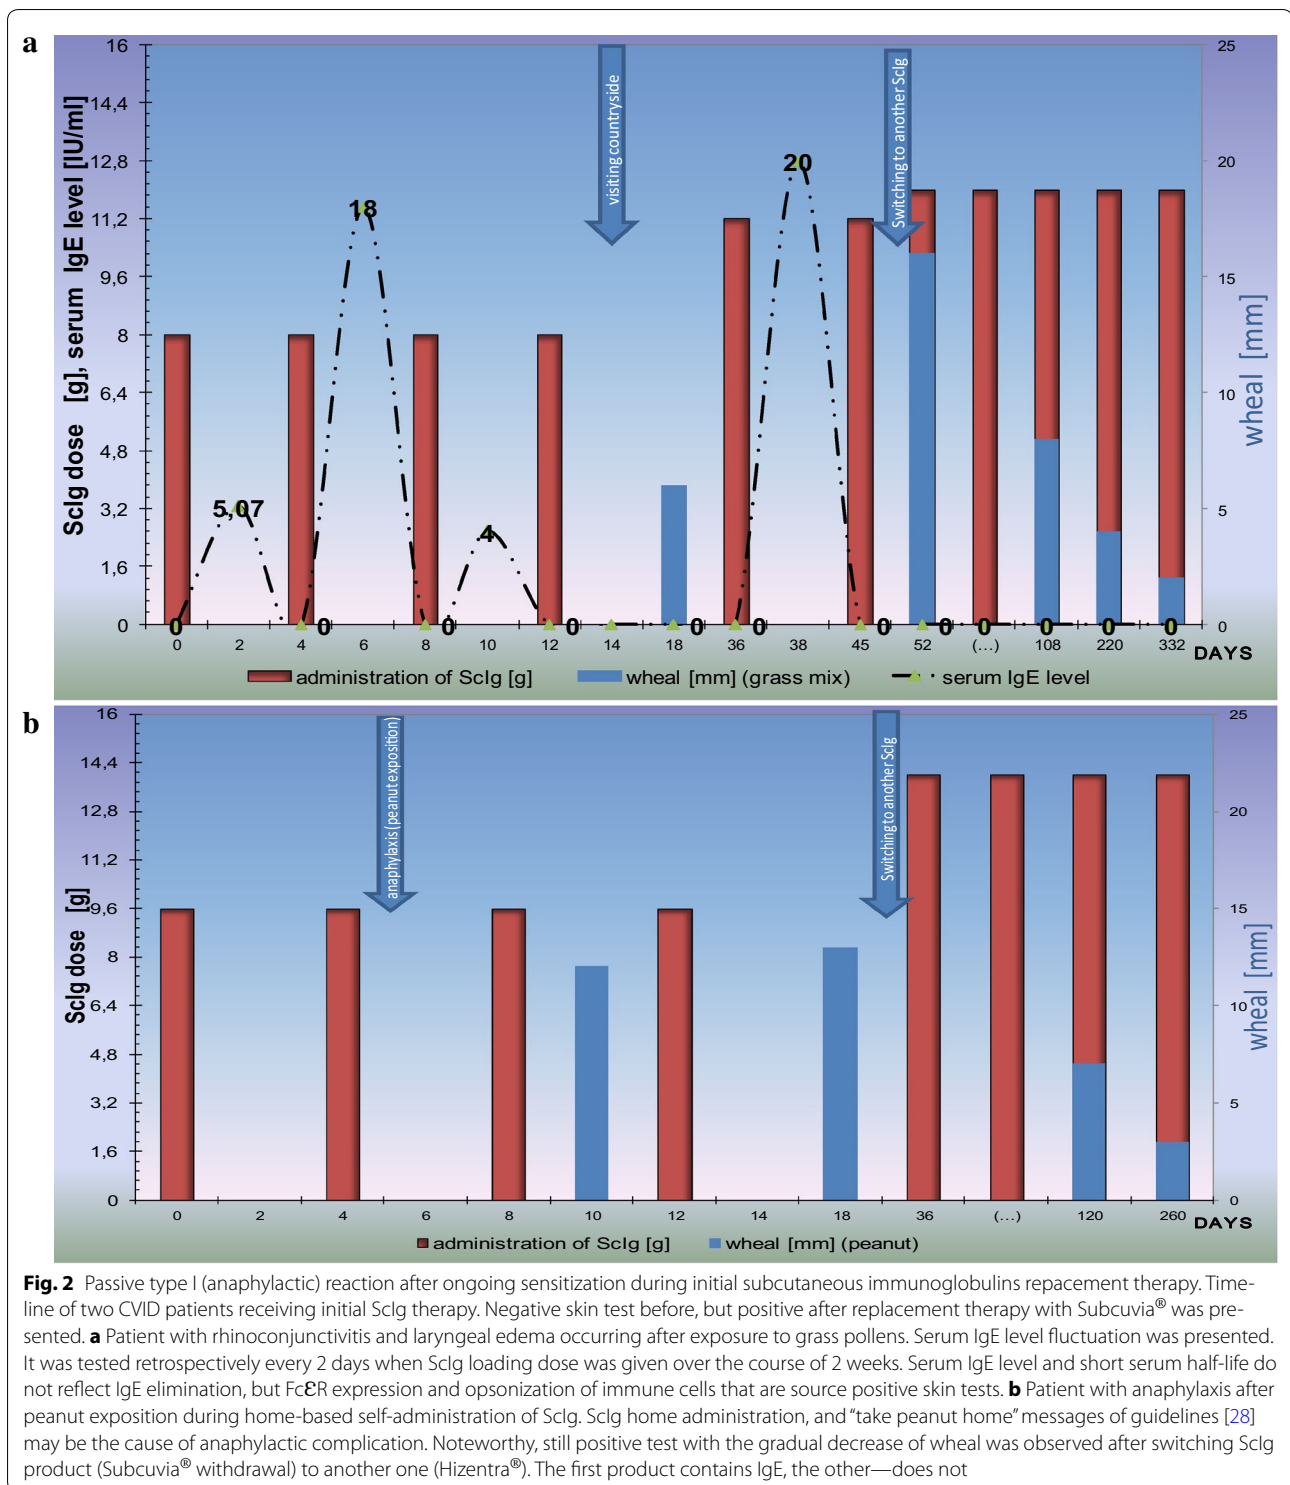 a
16
14,4
12,8
11,2
9,6
8
6,4
4,8
3,2
1,6
0
ScIg dose [g], serum IgE level [IU/ml]
25
20
15
10
5
0
wheal [mm]
visiting countryside
Switching to another ScIg
0
5,07
0
18
0
4
0
0
0
20
0
0
0
0
0
0
0 2 4 6 8 10 12 14 18 36 38 45 52 (...) 108 220 332 DAYS
administration of ScIg [g] wheal [mm] (grass mix) serum IgE level
b
16
14,4
12,8
11,2
9,6
8
6,4
4,8
3,2
1,6
0
ScIg dose [g]
25
20
15
10
5
0
wheal [mm]
anaphylaxis (peanut exposition)
Switching to another ScIg
0 2 4 6 8 10 12 14 18 36 (...) 120 260 DAYS
administration of ScIg [g] wheal [mm] (peanut)
Fig. 2 Passive type I (anaphylactic) reaction after ongoing sensitization during initial subcutaneous immunoglobulins repacement therapy. Time-
line of two CVID patients receiving initial ScIg therapy. Negative skin test before, but positive after replacement therapy with Subcuvia® was pre-
sented. a Patient with rhinoconjunctivitis and laryngeal edema occurring after exposure to grass pollens. Serum IgE level fluctuation was presented.
It was tested retrospectively every 2 days when ScIg loading dose was given over the course of 2 weeks. Serum IgE level and short serum half-life do
not reflect IgE elimination, but FcƐR expression and opsonization of immune cells that are source positive skin tests. b Patient with anaphylaxis after
peanut exposition during home-based self-administration of ScIg. ScIg home administration, and “take peanut home” messages of guidelines [28]
may be the cause of anaphylactic complication. Noteworthy, still positive test with the gradual decrease of wheal was observed after switching ScIg
product (Subcuvia® withdrawal) to another one (Hizentra®). The first product contains IgE, the other—does not